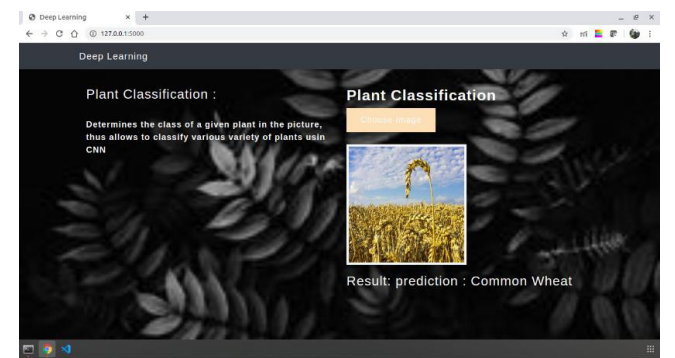 Deep Learning
127.0.0.1:5000
Deep Learning
Plant Classification :
Determines the class of a given plant in the picture,
thus allows to classify various variety of plants usin
CNN
Plant Classification
Choose Image
Result: prediction : Common Wheat